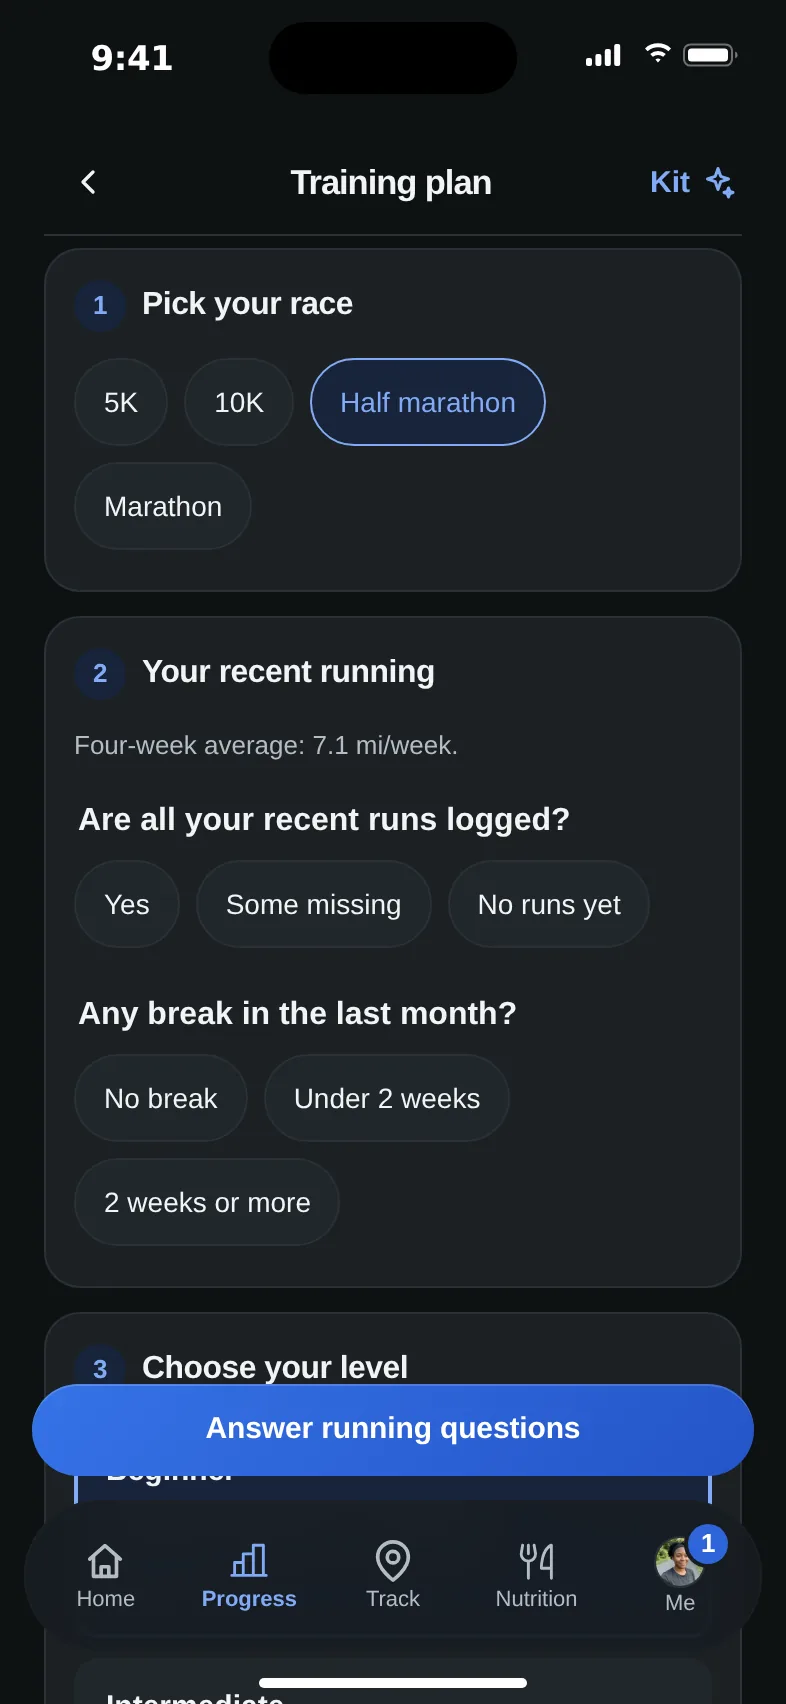 9:41
Training plan
Kit
1
Pick your race
5K
10K
Half marathon
Marathon
2
Your recent running
Four-week average: 7.1 mi/week.
Are all your recent runs logged?
Yes
Some missing
No runs yet
Any break in the last month?
No break
Under 2 weeks
2 weeks or more
3
Choose your level
Answer running questions
Beginner
Home
Progress
Track
Nutrition
1
Me
Intermediate